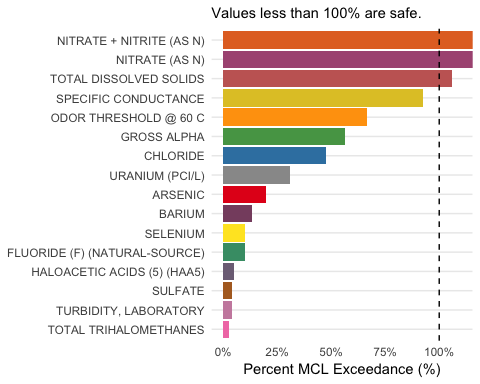 Values less than 100% are safe.
NITRATE + NITRITE (AS N)
NITRATE (AS N)
TOTAL DISSOLVED SOLIDS
SPECIFIC CONDUCTANCE
ODOR THRESHOLD @ 60 C
GROSS ALPHA
CHLORIDE
URANIUM (PCI/L)
ARSENIC
BARIUM
SELENIUM
FLUORIDE (F) (NATURAL-SOURCE)
HALOACETIC ACIDS (5) (HAA5)
SULFATE
TURBIDITY, LABORATORY
TOTAL TRIHALOMETHANES
0% 25% 50% 75% 100%
Percent MCL Exceedance (%)